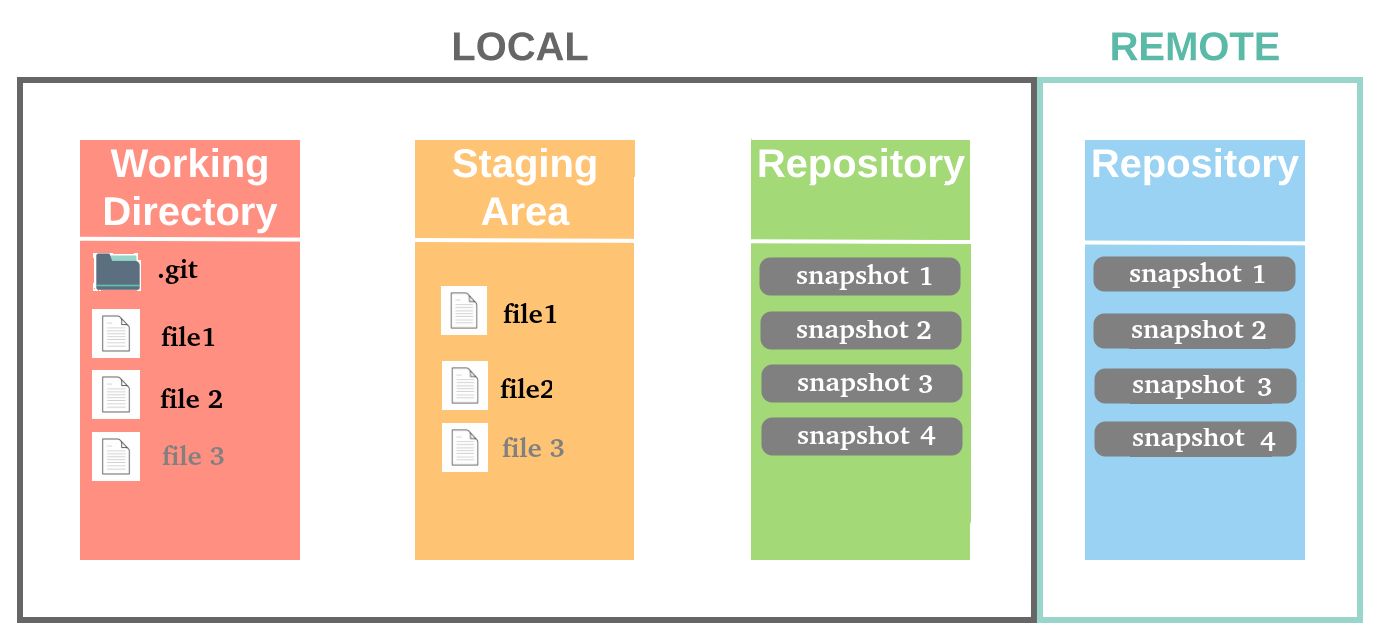 LOCAL
REMOTE
Working
Directory
.git
file1
file 2
file 3
Staging
Area
file1
file2
file 3
Repository
snapshot 1
snapshot 2
snapshot 3
snapshot 4
Repository
snapshot 1
snapshot 2
snapshot 3
snapshot 4